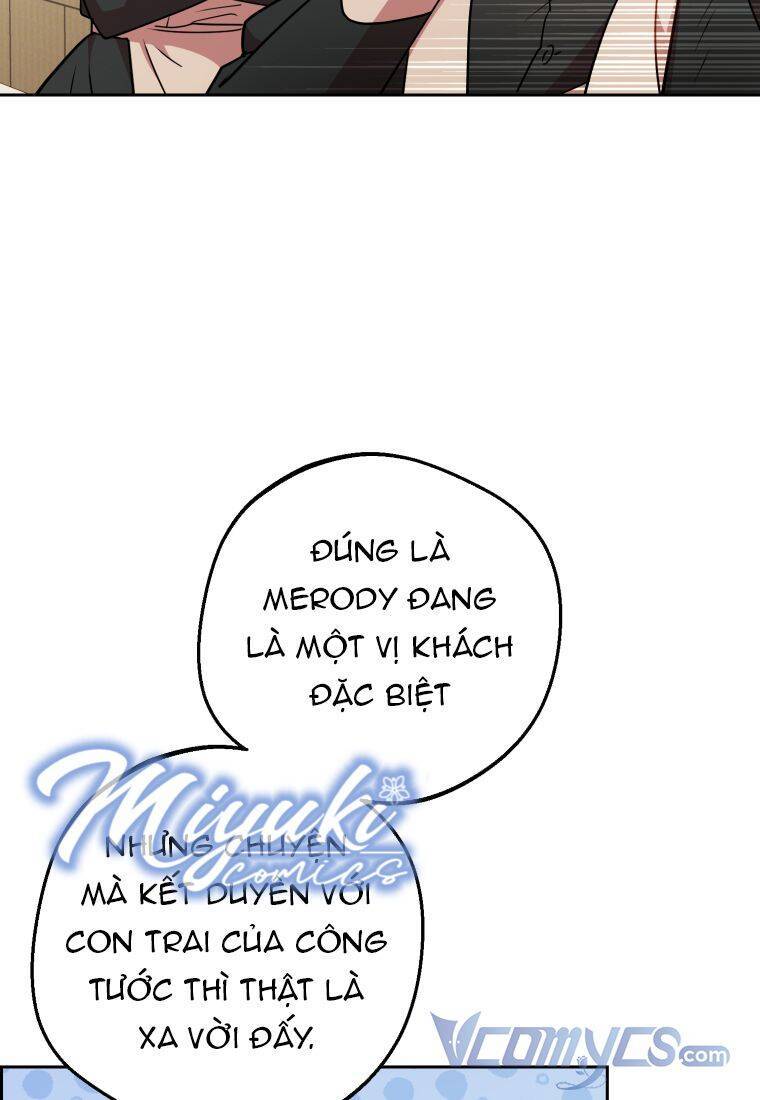 ĐÚNG LÀ
MERODY ĐANG
LÀ MỘT VỊ KHÁCH
ĐẶC BIỆT
Miyuki
comics
NHƯNG CHUYỆN
MÀ KẾT DUYÊN VỚI
CON TRAI CỦA CÔNG
TƯỚC THÌ THẬT LÀ
XA VỜI ĐẤY.
VCOMYCS.com